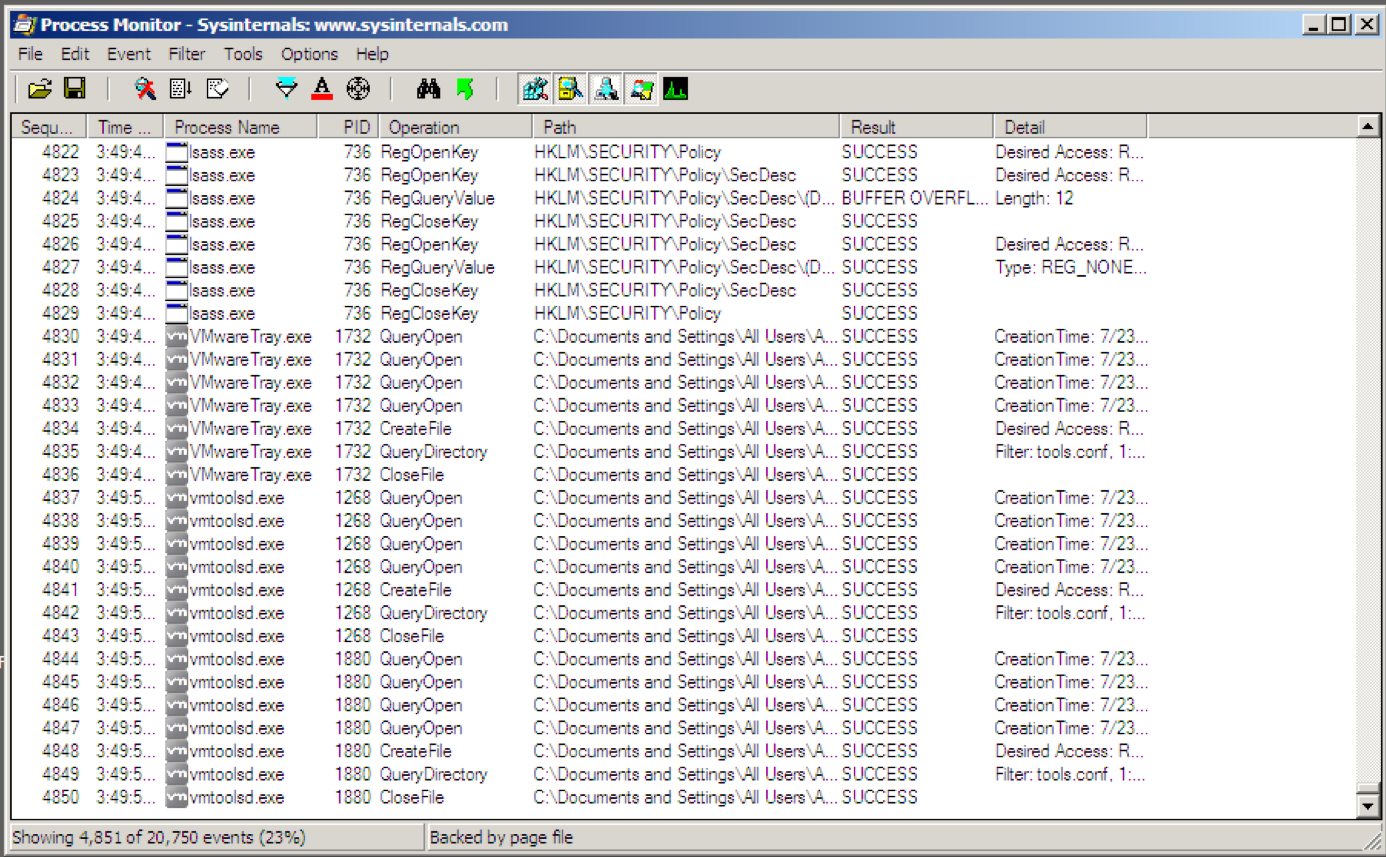 Process Monitor - Sysinternals: www.sysinternals.com
File Edit Event Filter Tools Options Help
Sequ... Time ... Process Name PID Operation Path Result Detail
4822 3:49:4... lsass.exe 736 RegOpenKey HKLM\SECURITY\Policy SUCCESS Desired Access: R...
4823 3:49:4... lsass.exe 736 RegOpenKey HKLM\SECURITY\Policy\SecDesc SUCCESS Desired Access: R...
4824 3:49:4... lsass.exe 736 RegQueryValue HKLM\SECURITY\Policy\SecDesc\(D... BUFFER OVERFL... Length: 12
4825 3:49:4... lsass.exe 736 RegCloseKey HKLM\SECURITY\Policy\SecDesc SUCCESS
4826 3:49:4... lsass.exe 736 RegOpenKey HKLM\SECURITY\Policy\SecDesc SUCCESS Desired Access: R...
4827 3:49:4... lsass.exe 736 RegQueryValue HKLM\SECURITY\Policy\SecDesc\(D... SUCCESS Type: REG_NONE...
4828 3:49:4... lsass.exe 736 RegCloseKey HKLM\SECURITY\Policy\SecDesc SUCCESS
4829 3:49:4... lsass.exe 736 RegCloseKey HKLM\SECURITY\Policy SUCCESS
4830 3:49:4... VMwareTray.exe 1732 QueryOpen C:\Documents and Settings\All Users\A... SUCCESS CreationTime: 7/23...
4831 3:49:4... VMwareTray.exe 1732 QueryOpen C:\Documents and Settings\All Users\A... SUCCESS CreationTime: 7/23...
4832 3:49:4... VMwareTray.exe 1732 QueryOpen C:\Documents and Settings\All Users\A... SUCCESS CreationTime: 7/23...
4833 3:49:4... VMwareTray.exe 1732 QueryOpen C:\Documents and Settings\All Users\A... SUCCESS CreationTime: 7/23...
4834 3:49:4... VMwareTray.exe 1732 CreateFile C:\Documents and Settings\All Users\A... SUCCESS Desired Access: R...
4835 3:49:4... VMwareTray.exe 1732 QueryDirectory C:\Documents and Settings\All Users\A... SUCCESS Filter: tools.conf, 1:...
4836 3:49:4... VMwareTray.exe 1732 CloseFile C:\Documents and Settings\All Users\A... SUCCESS
4837 3:49:5... vmtoolsd.exe 1268 QueryOpen C:\Documents and Settings\All Users\A... SUCCESS CreationTime: 7/23...
4838 3:49:5... vmtoolsd.exe 1268 QueryOpen C:\Documents and Settings\All Users\A... SUCCESS CreationTime: 7/23...
4839 3:49:5... vmtoolsd.exe 1268 QueryOpen C:\Documents and Settings\All Users\A... SUCCESS CreationTime: 7/23...
4840 3:49:5... vmtoolsd.exe 1268 QueryOpen C:\Documents and Settings\All Users\A... SUCCESS CreationTime: 7/23...
4841 3:49:5... vmtoolsd.exe 1268 CreateFile C:\Documents and Settings\All Users\A... SUCCESS Desired Access: R...
4842 3:49:5... vmtoolsd.exe 1268 QueryDirectory C:\Documents and Settings\All Users\A... SUCCESS Filter: tools.conf, 1:...
4843 3:49:5... vmtoolsd.exe 1268 CloseFile C:\Documents and Settings\All Users\A... SUCCESS
4844 3:49:5... vmtoolsd.exe 1880 QueryOpen C:\Documents and Settings\All Users\A... SUCCESS CreationTime: 7/23...
4845 3:49:5... vmtoolsd.exe 1880 QueryOpen C:\Documents and Settings\All Users\A... SUCCESS CreationTime: 7/23...
4846 3:49:5... vmtoolsd.exe 1880 QueryOpen C:\Documents and Settings\All Users\A... SUCCESS CreationTime: 7/23...
4847 3:49:5... vmtoolsd.exe 1880 QueryOpen C:\Documents and Settings\All Users\A... SUCCESS CreationTime: 7/23...
4848 3:49:5... vmtoolsd.exe 1880 CreateFile C:\Documents and Settings\All Users\A... SUCCESS Desired Access: R...
4849 3:49:5... vmtoolsd.exe 1880 QueryDirectory C:\Documents and Settings\All Users\A... SUCCESS Filter: tools.conf, 1:...
4850 3:49:5... vmtoolsd.exe 1880 CloseFile C:\Documents and Settings\All Users\A... SUCCESS
Showing 4,851 of 20,750 events (23%) Backed by page file